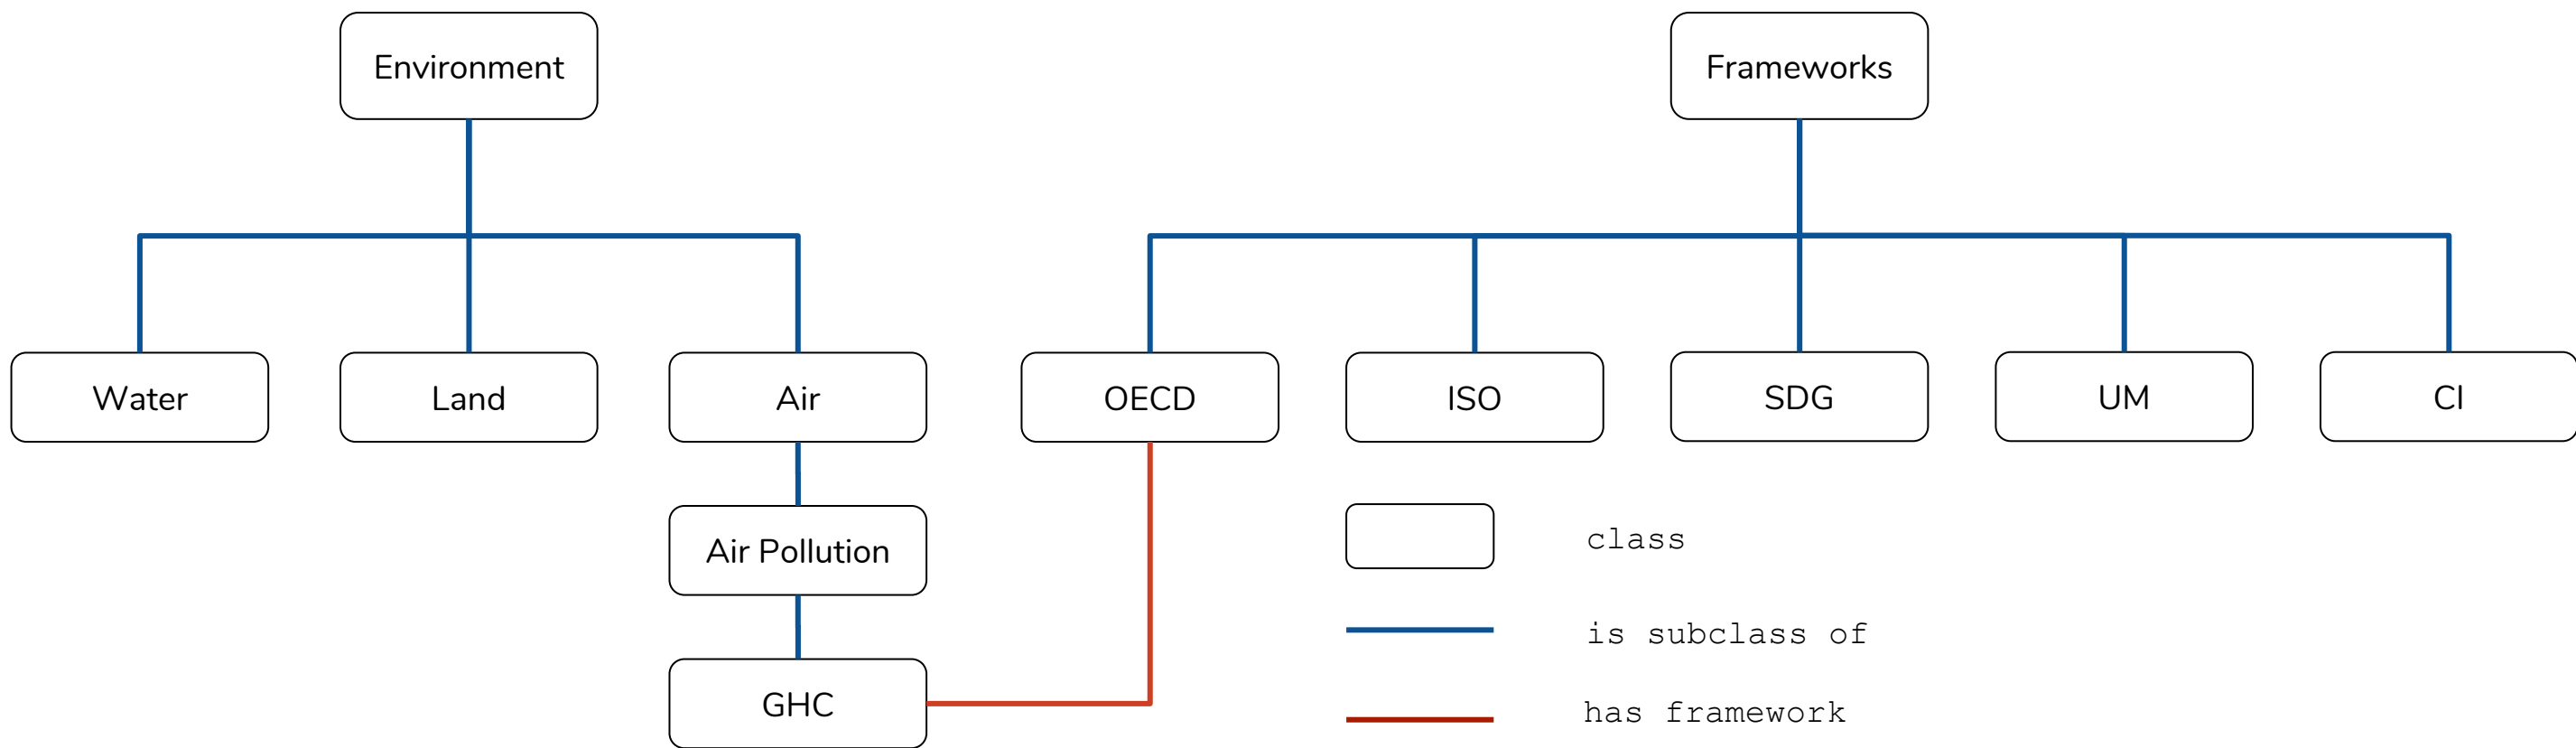 Environment
Frameworks
Water
Land
Air
OECD
ISO
SDG
UM
CI
Air Pollution
class
is subclass of
GHC
has framework